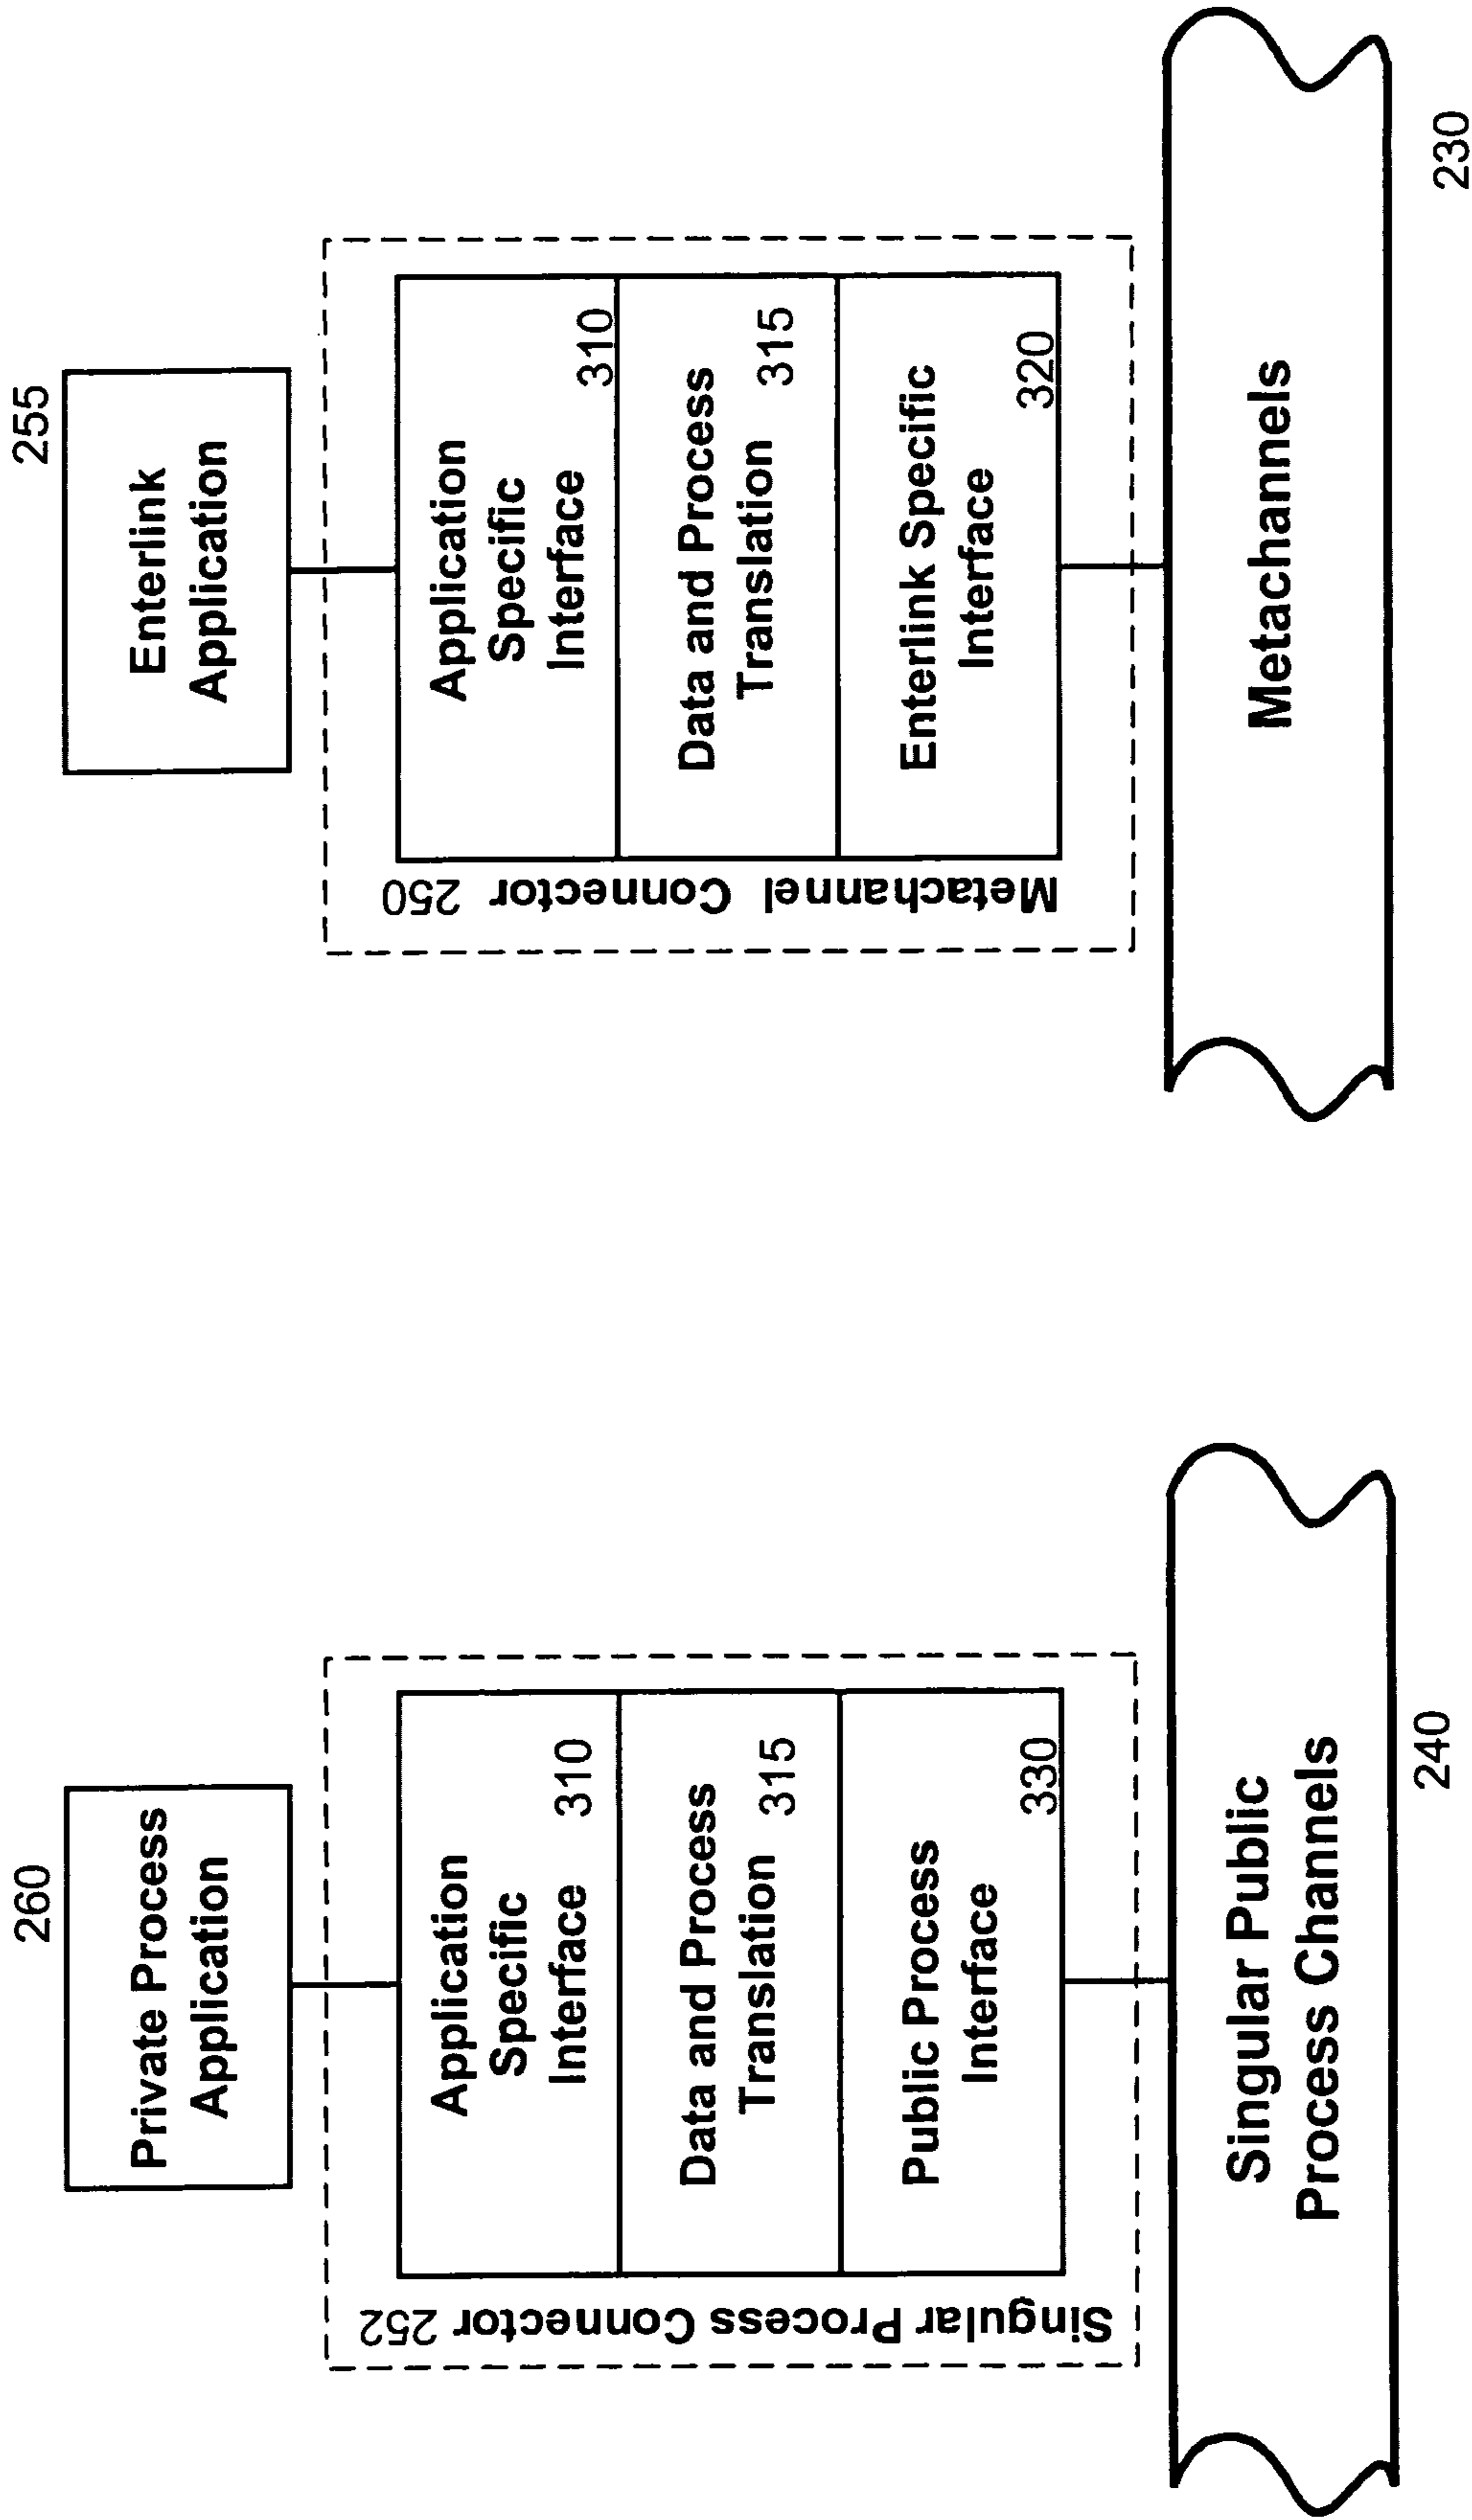 260
Private Process
Application
Singular Process Connector 252
Application
Specific
Interface
310
Data and Process
Translation
315
Public Process
Interface
330
Singular Public
Process Channels
240
255
Enterlink
Application
Metachannel Connector 250
Application
Specific
Interface
310
Data and Process
Translation
315
Enterlink Specific
Interface
320
Metachannels
230